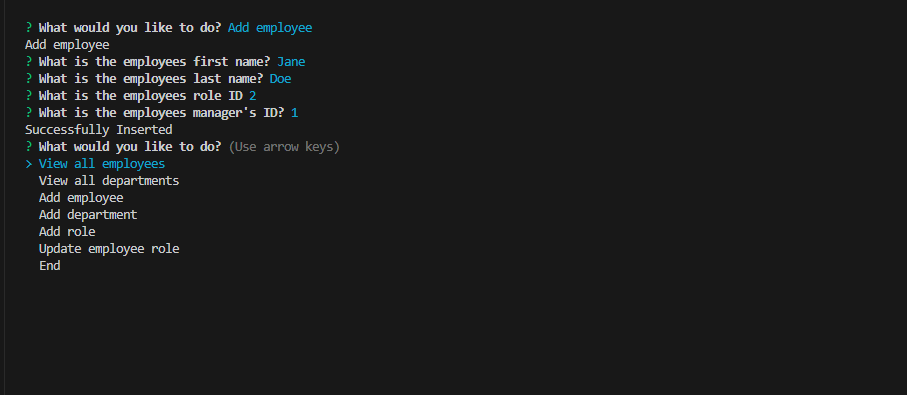 ? What would you like to do? Add employee
Add employee
? What is the employees first name? Jane
? What is the employees last name? Doe
? What is the employees role ID 2
? What is the employees manager's ID? 1
Successfully Inserted
? What would you like to do? (Use arrow keys)
> View all employees
  View all departments
  Add employee
  Add department
  Add role
  Update employee role
  End